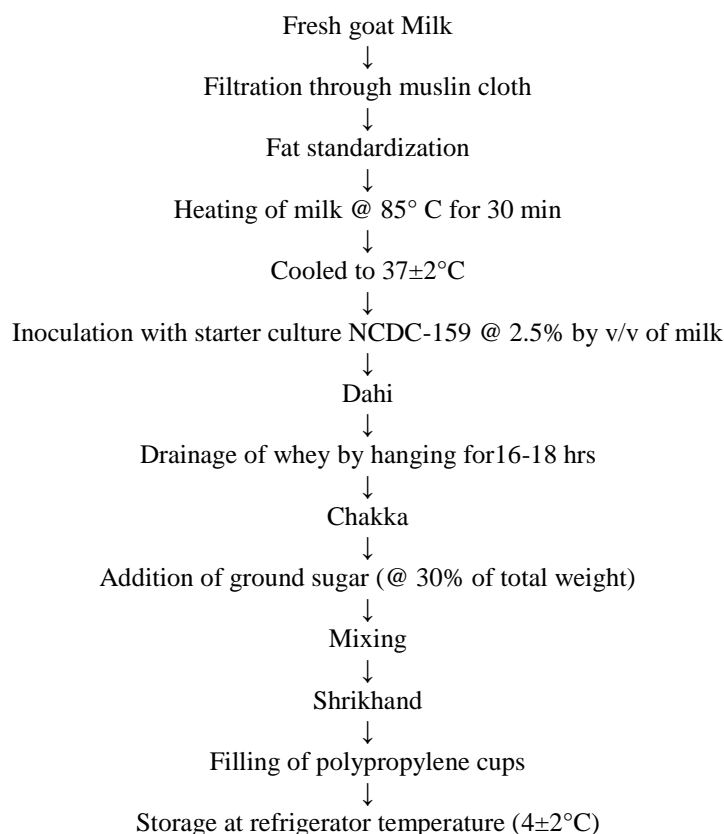 Fresh goat Milk
↓
Filtration through muslin cloth
↓
Fat standardization
↓
Heating of milk @ 85° C for 30 min
↓
Cooled to 37±2°C
↓
Inoculation with starter culture NCDC-159 @ 2.5% by v/v of milk
↓
Dahi
↓
Drainage of whey by hanging for16-18 hrs
↓
Chakka
↓
Addition of ground sugar (@ 30% of total weight)
↓
Mixing
↓
Shrikhand
↓
Filling of polypropylene cups
↓
Storage at refrigerator temperature (4±2°C)